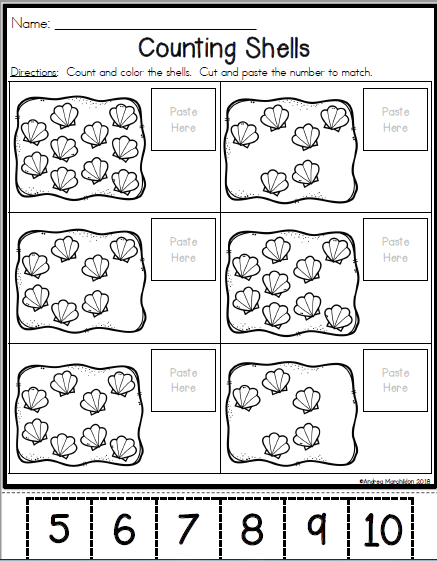 Name:
Counting Shells
Directions: Count and color the shells. Cut and paste the number to match.
Paste
Here
Paste
Here
Paste
Here
Paste
Here
Paste
Here
Paste
Here
©Andrea Marchildon 2018
5 6 7 8 9 10